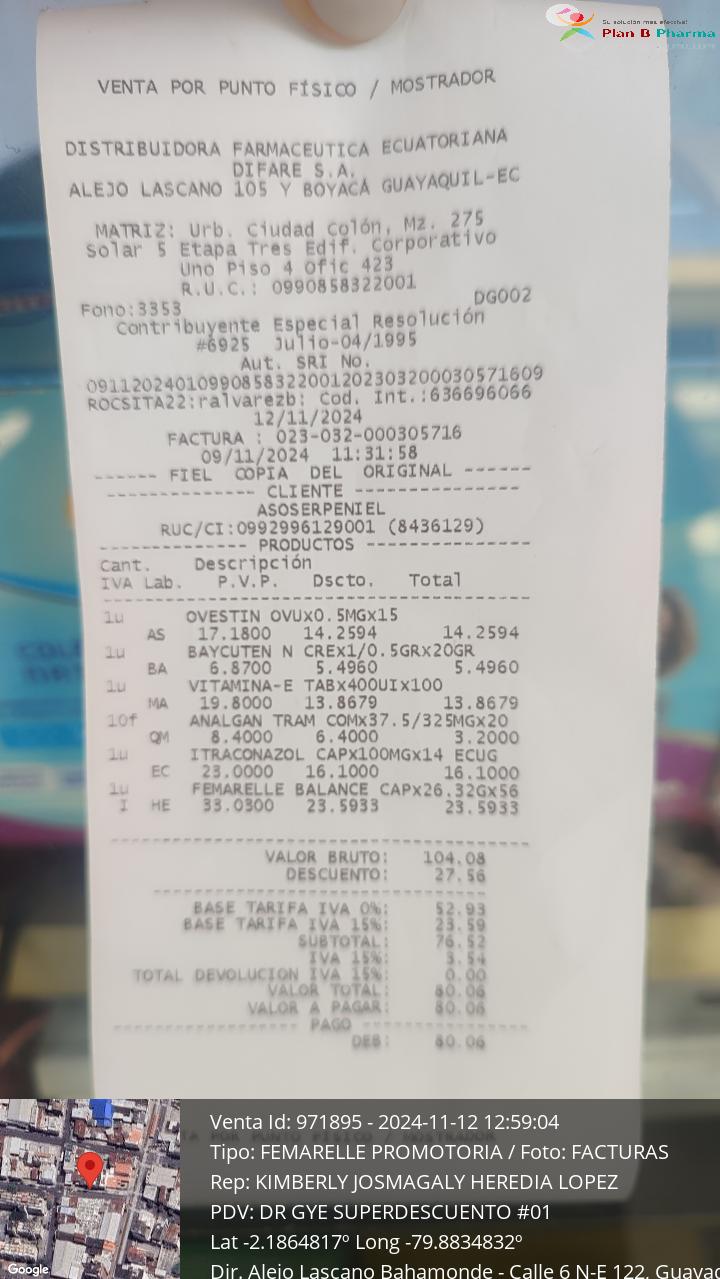 Su solución más efectiva!
Plan B Pharma
VENTA POR PUNTO FÍSICO / MOSTRADOR
DISTRIBUIDORA FARMACEUTICA ECUATORIANA
DIFARE S.A.
ALEJO LASCANO 105 Y BOYACÁ GUAYAQUIL-EC
MATRIZ: Urb. Ciudad Colón, Mz. 275
Solar 5 Etapa Tres Edif. Corporativo
Uno Piso 4 Ofic 423
R.U.C.: 0990858322001
Fono:3353 DG002
Contribuyente Especial Resolución
#6925 Julio-04/1995
Aut. SRI No.
09112024010990858322001202303200030571609
ROCSITA22:ralvarezb: Cod. Int.:636696066
12/11/2024
FACTURA : 023-032-000305716
09/11/2024 11:31:58
------ FIEL COPIA DEL ORIGINAL ------
-------------- CLIENTE ---------------
ASOSERPENIEL
RUC/CI:0992996129001 (8436129)
------------- PRODUCTOS --------------
Cant. Descripción
IVA Lab. P.V.P. Dscto. Total
1u OVESTIN OVUx0.5MGx15
AS 17.1800 14.2594 14.2594
1u BAYCUTEN N CREx1/0.5GRx20GR
BA 6.8700 5.4960 5.4960
1u VITAMINA-E TABx400UIx100
MA 19.8000 13.8679 13.8679
10f ANALGAN TRAM COMx37.5/325MGx20
QM 8.4000 6.4000 3.2000
1u ITRACONAZOL CAPx100MGx14 ECUG
EC 23.0000 16.1000 16.1000
1u FEMARELLE BALANCE CAPx26.32Gx56
I HE 33.0300 23.5933 23.5933
VALOR BRUTO: 104.08
DESCUENTO: 27.56
BASE TARIFA IVA 0%: 52.93
BASE TARIFA IVA 15%: 23.59
SUBTOTAL: 76.52
IVA 15%: 3.54
TOTAL DEVOLUCION IVA 15%: 0.00
VALOR TOTAL: 80.06
VALOR A PAGAR: 80.06
----------------- PAGO -----------------
DEB: 80.06
Venta Id: 971895 - 2024-11-12 12:59:04
Tipo: FEMARELLE PROMOTORIA / Foto: FACTURAS
Rep: KIMBERLY JOSMAGALY HEREDIA LOPEZ
PDV: DR GYE SUPERDESCUENTO #01
Lat -2.1864817º Long -79.8834832º
Dir. Alejo Lascano Bahamonde - Calle 6 N-E 122, Guayaq
Google